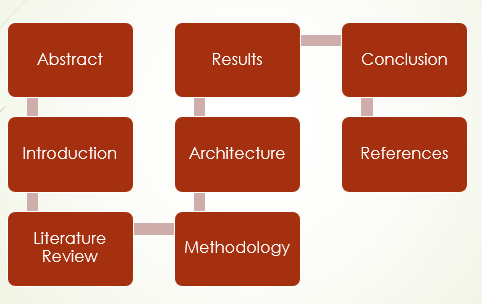 Abstract
Introduction
Literature
Review
Methodology
Architecture
Results
Conclusion
References